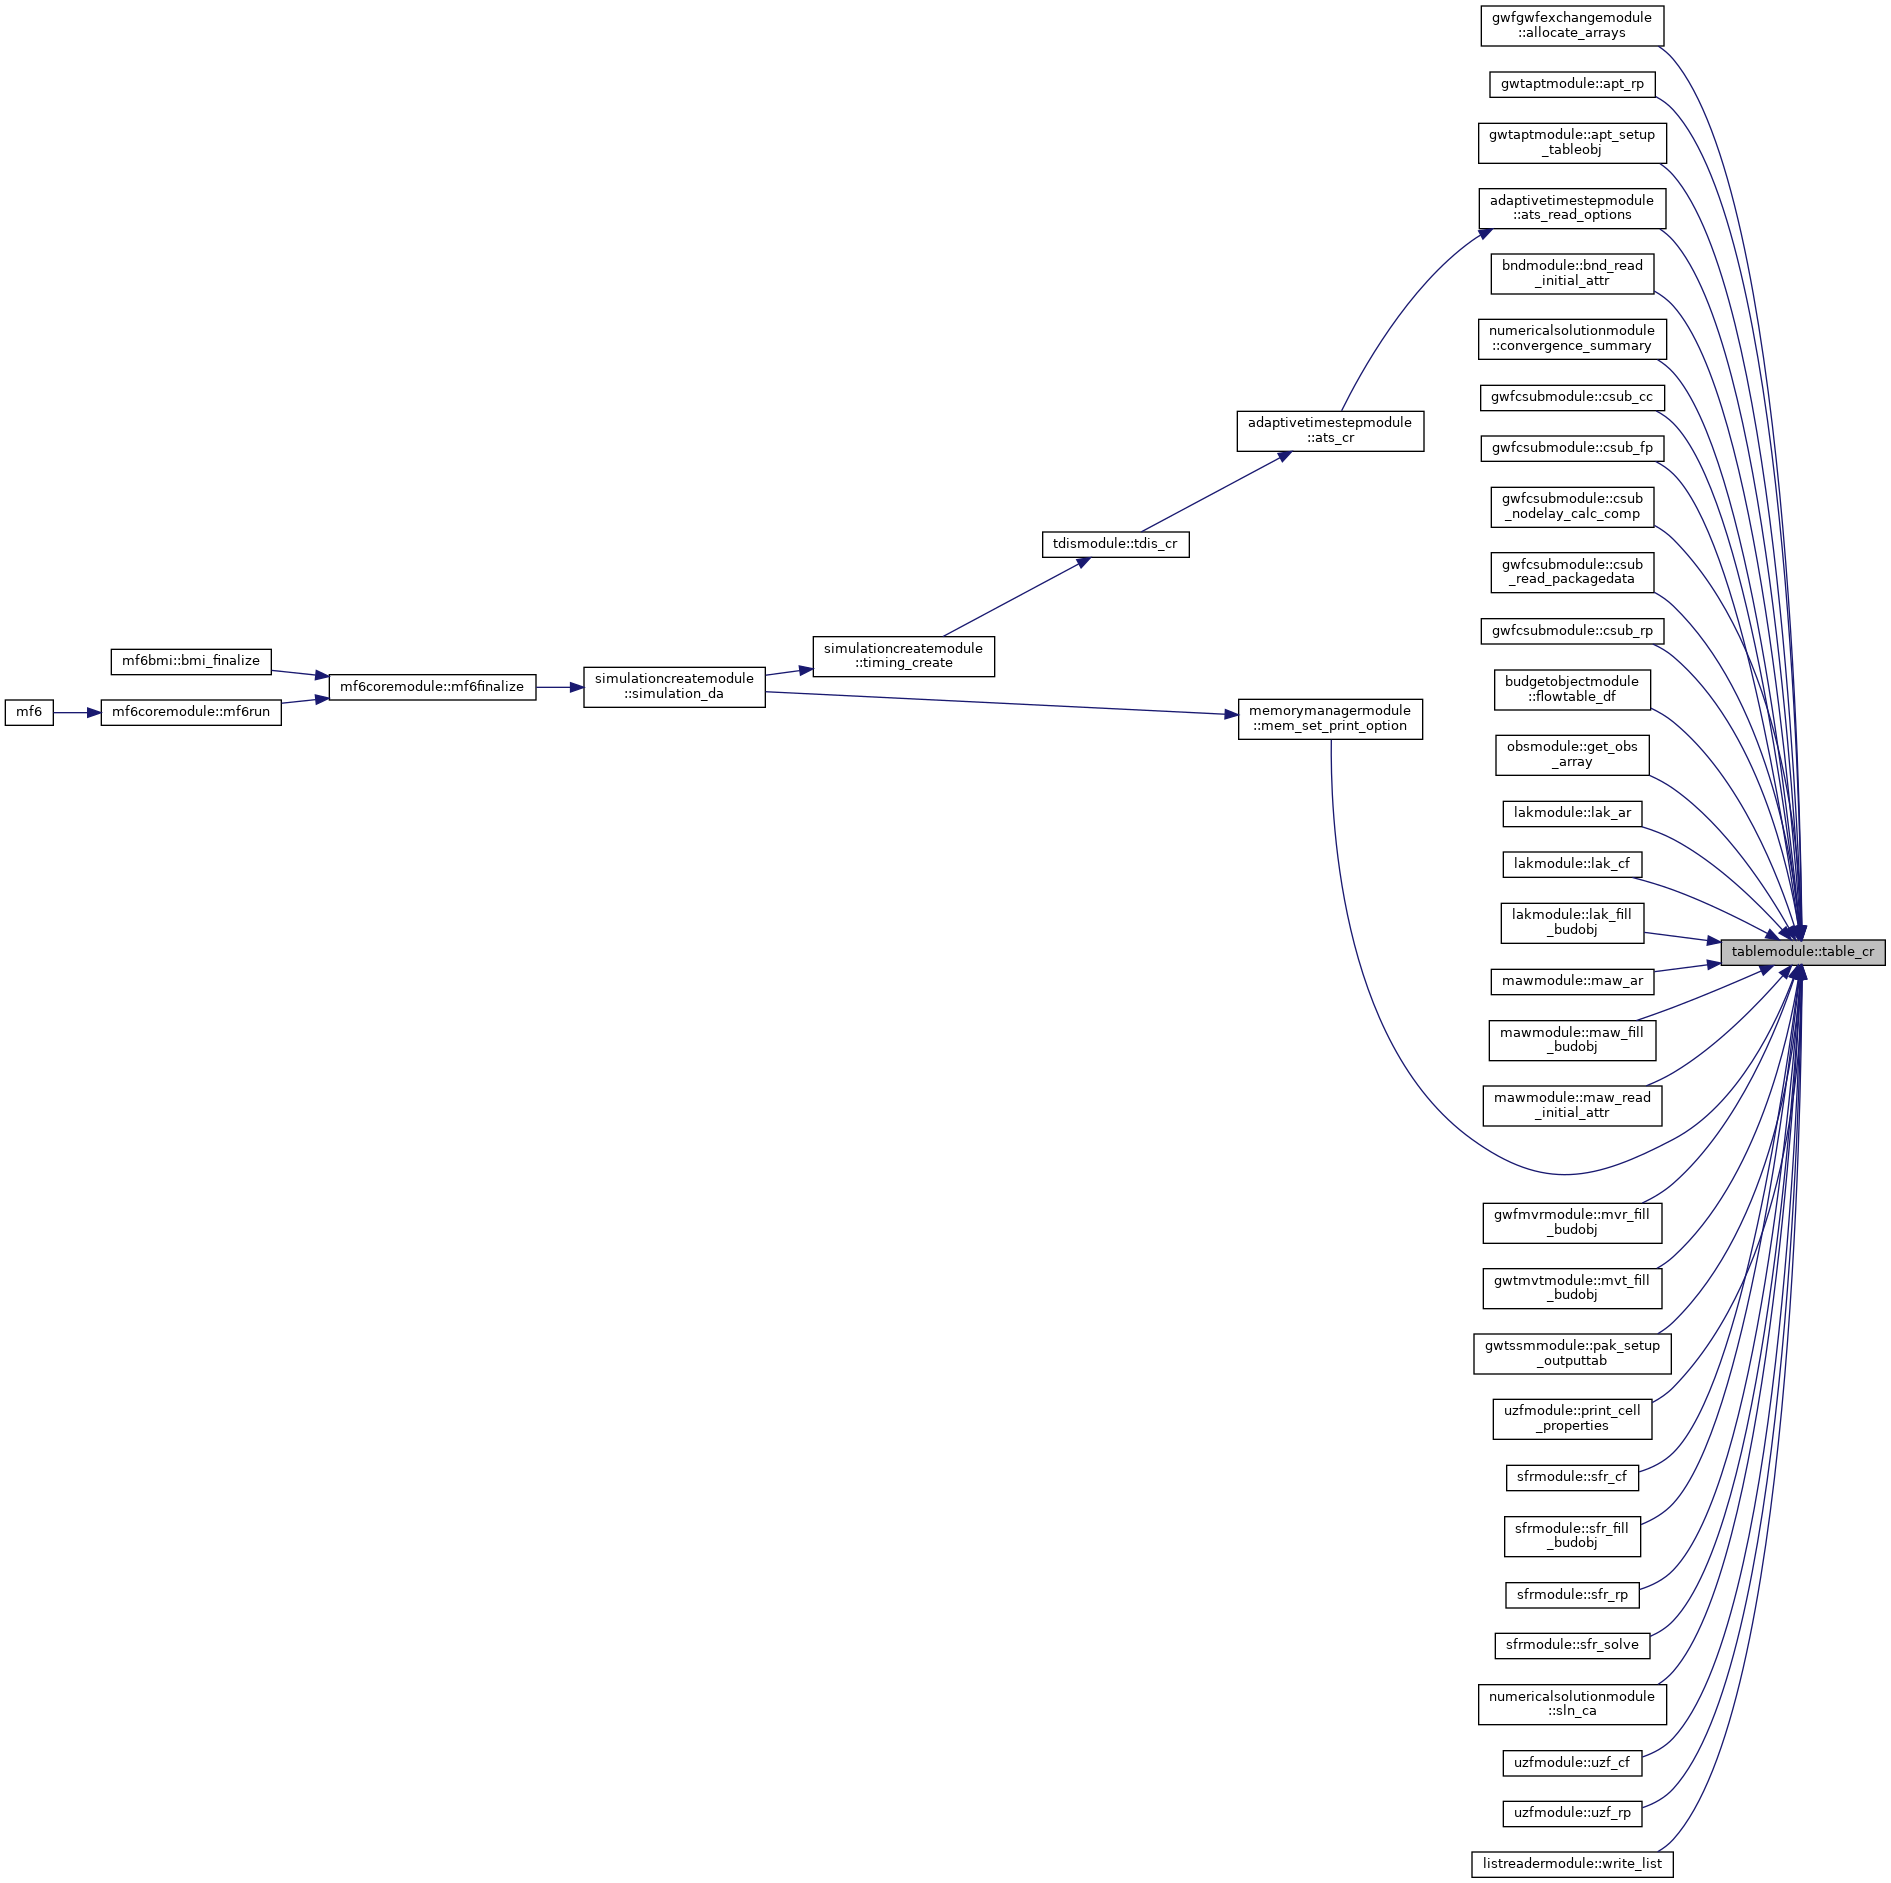 gwfgwfexchangemodule
::allocate_arrays
gwtaptmodule::apt_rp
gwtaptmodule::apt_setup
_tableobj
adaptivetimestepmodule
::ats_read_options
bndmodule::bnd_read
_initial_attr
numericalsolutionmodule
::convergence_summary
gwfcsubmodule::csub_cc
adaptivetimestepmodule
::ats_cr
gwfcsubmodule::csub_fp
gwfcsubmodule::csub
_nodelay_calc_comp
tdismodule::tdis_cr
gwfcsubmodule::csub
_read_packagedata
gwfcsubmodule::csub_rp
simulationcreatemodule
::timing_create
mf6bmi::bmi_finalize
mf6coremodule::mf6finalize
simulationcreatemodule
::simulation_da
budgetobjectmodule
::flowtable_df
mf6
mf6coremodule::mf6run
memorymanagermodule
::mem_set_print_option
obsmodule::get_obs
_array
lakmodule::lak_ar
lakmodule::lak_cf
lakmodule::lak_fill
_budobj
tablemodule::table_cr
mawmodule::maw_ar
mawmodule::maw_fill
_budobj
mawmodule::maw_read
_initial_attr
gwfmvrmodule::mvr_fill
_budobj
gwtmvtmodule::mvt_fill
_budobj
gwtssmmodule::pak_setup
_outputtab
uzfmodule::print_cell
_properties
sfrmodule::sfr_cf
sfrmodule::sfr_fill
_budobj
sfrmodule::sfr_rp
sfrmodule::sfr_solve
numericalsolutionmodule
::sln_ca
uzfmodule::uzf_cf
uzfmodule::uzf_rp
listreadermodule::write_list